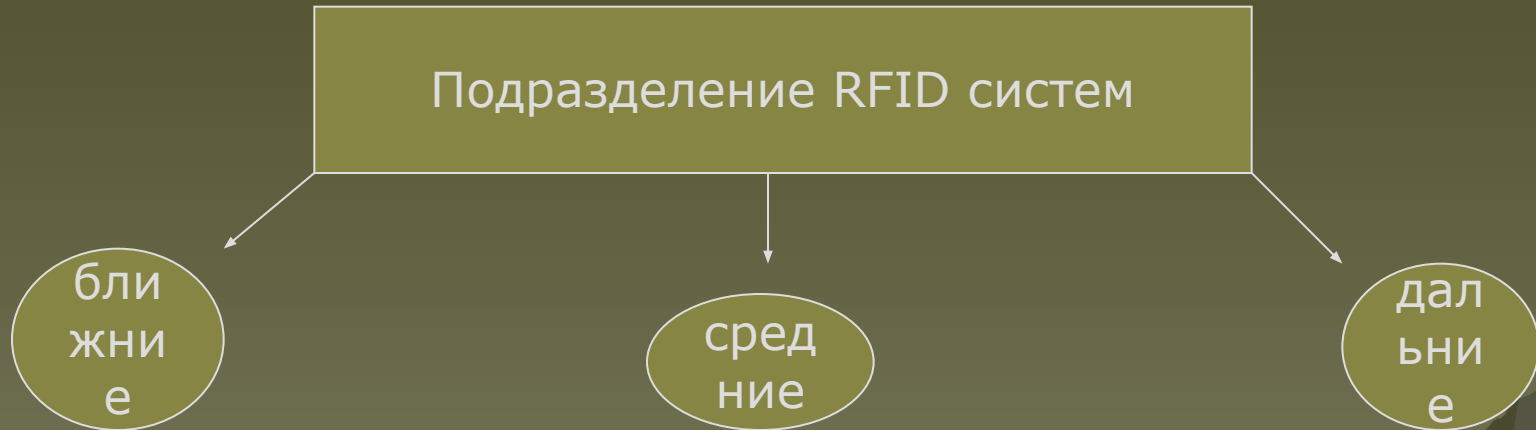 Подразделение RFID систем
бли
жни
е
сред
ние
дал
ьни
е